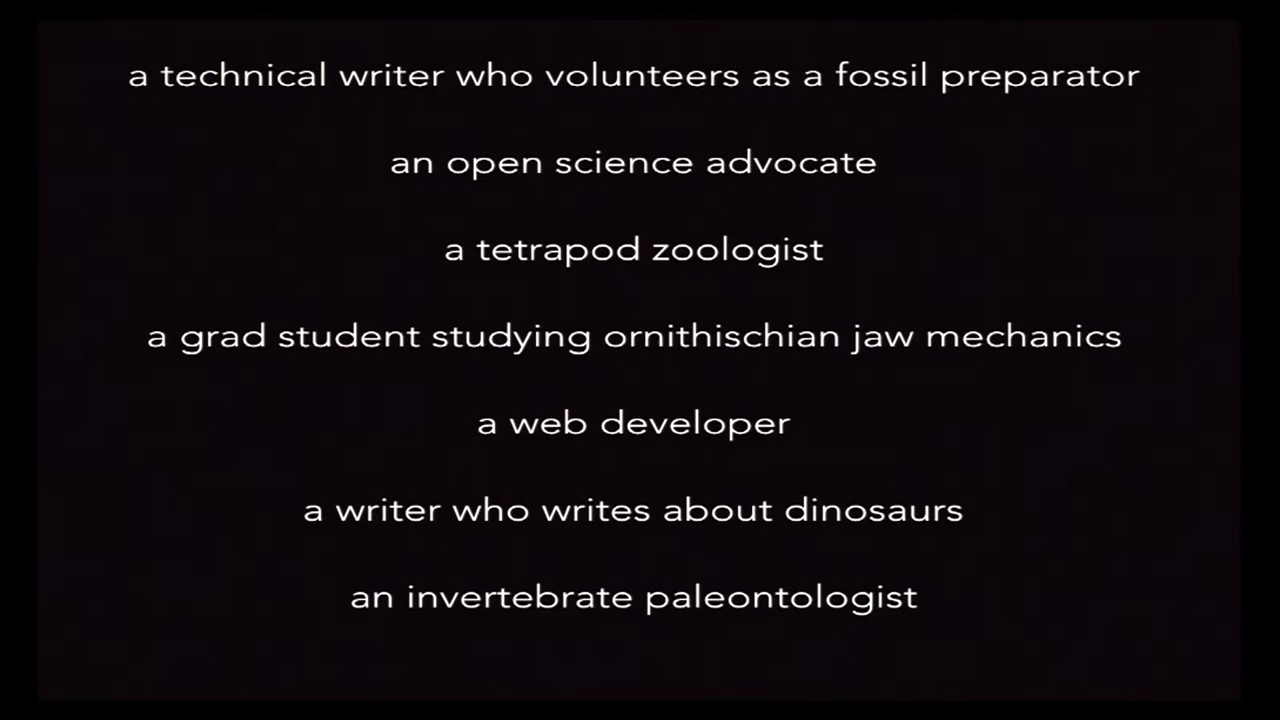 a technical writer who volunteers as a fossil preparator
an open science advocate
a tetrapod zoologist
a grad student studying ornithischian jaw mechanics
a web developer
a writer who writes about dinosaurs
an invertebrate paleontologist